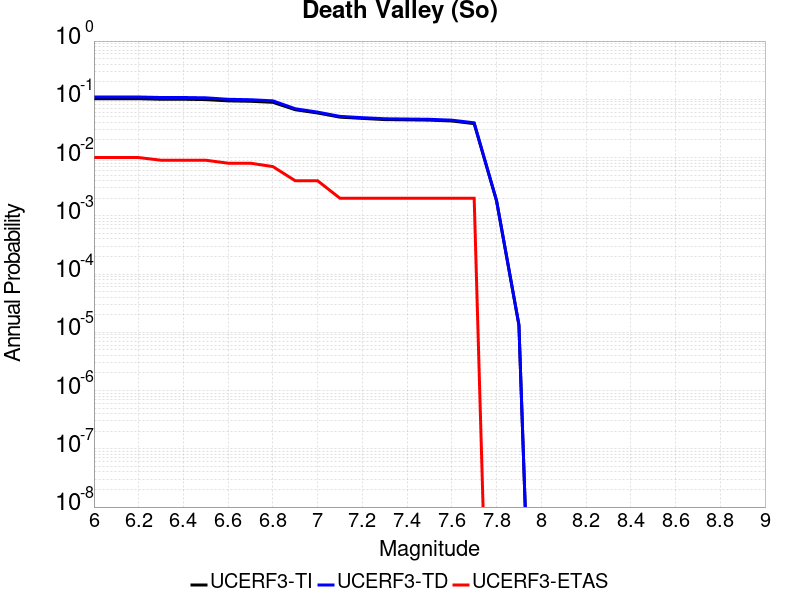 Death Valley (So)
10^0
10^-1
10^-2
10^-3
10^-4
10^-5
10^-6
10^-7
10^-8
Annual Probability
6 6.2 6.4 6.6 6.8 7 7.2 7.4 7.6 7.8 8 8.2 8.4 8.6 8.8 9
Magnitude
UCERF3-TI UCERF3-TD UCERF3-ETAS